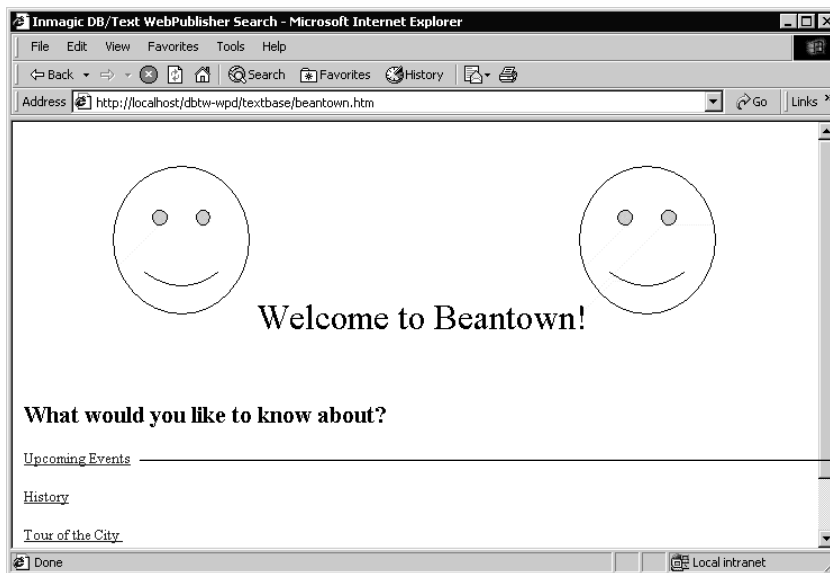 Inmagic DB/Text WebPublisher Search - Microsoft Internet Explorer
File Edit View Favorites Tools Help
Back Search Favorites History
Address http://localhost/dbtw-wpd/textbase/beantown.htm Go Links »
Welcome to Beantown!
What would you like to know about?
Upcoming Events
History
Tour of the City
Done Local intranet